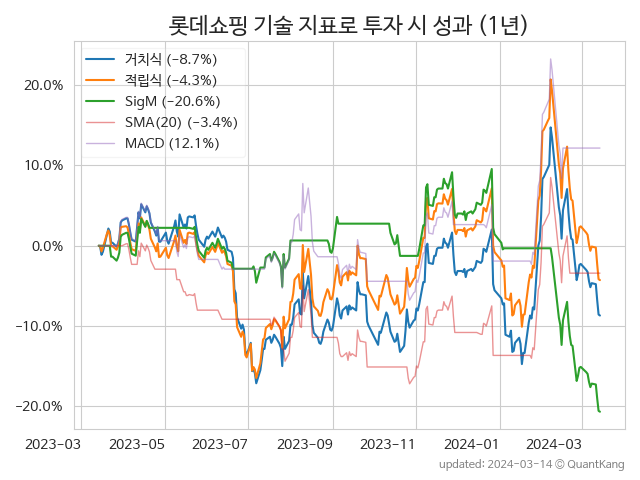 롯데쇼핑 기술 지표로 투자 시 성과 (1년)
거치식 (−8.7%)
적립식 (−4.3%)
SigM (−20.6%)
SMA(20) (−3.4%)
MACD (12.1%)
20.0%
10.0%
0.0%
−10.0%
−20.0%
2023-03 2023-05 2023-07 2023-09 2023-11 2024-01 2024-03
updated: 2024-03-14 © QuantKang